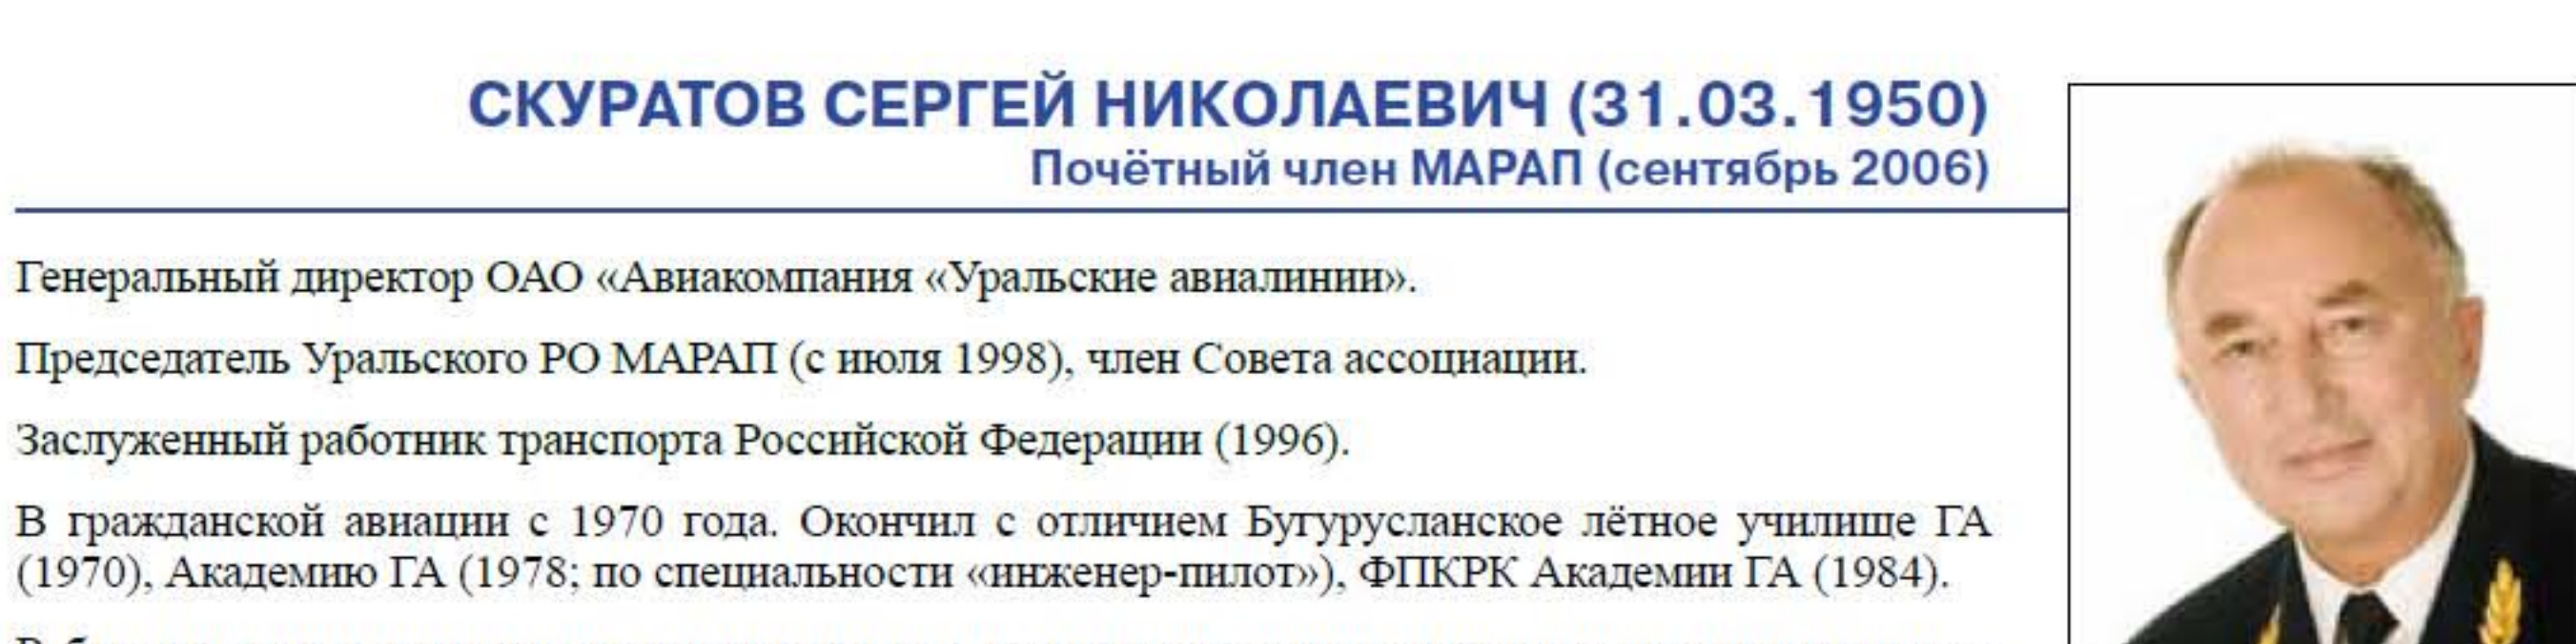 СКУРАТОВ СЕРГЕЙ НИКОЛАЕВИЧ (31.03.1950)
Почётный член МАРАП (сентябрь 2006)
Генеральный директор ОАО «Авиакомпания «Уральские авиалинии».
Председатель Уральского РО МАРАП (с июля 1998), член Совета ассоциации.
Заслуженный работник транспорта Российской Федерации (1996).
В гражданской авиации с 1970 года. Окончил с отличием Бугурусланское лётное училище ГА
(1970), Академию ГА (1978; по специальности «инженер-пилот»), ФПКРК Академии ГА (1984).